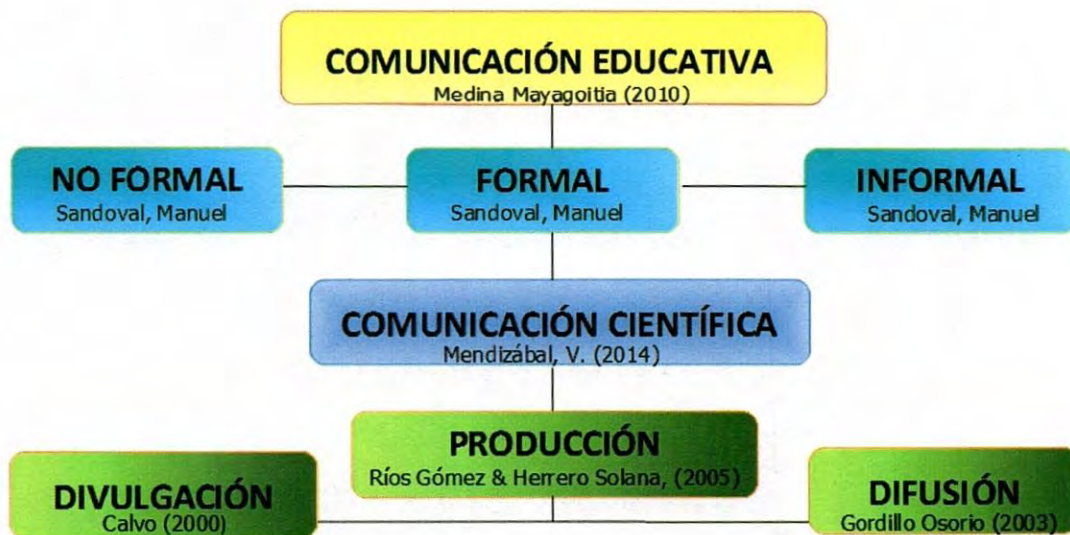 COMUNICACIÓN EDUCATIVA
Medina Mayagoitia (2010)
NO FORMAL
Sandoval, Manuel
FORMAL
Sandoval, Manuel
INFORMAL
Sandoval, Manuel
COMUNICACIÓN CIENTÍFICA
Mendizábal, V. (2014)
PRODUCCIÓN
Ríos Gómez & Herrero Solana, (2005)
DIVULGACIÓN
Calvo (2000)
DIFUSIÓN
Gordillo Osorio (2003)